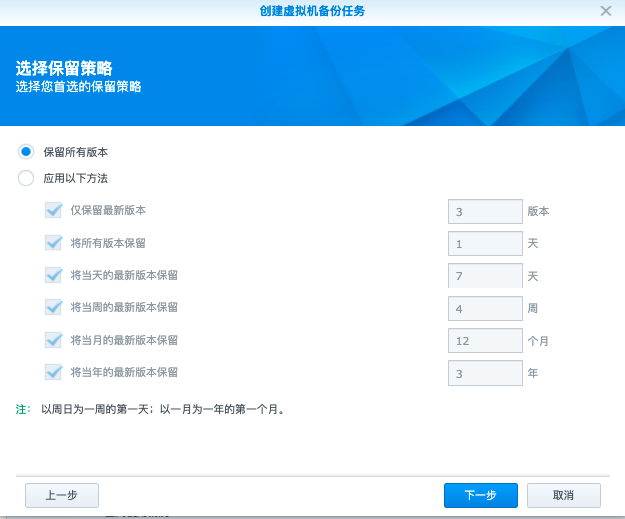 创建虚拟机备份任务
选择保留策略
选择您首选的保留策略
保留所有版本
应用以下方法
仅保留最新版本 3 版本
将所有版本保留 1 天
将当天的最新版本保留 7 天
将当周的最新版本保留 4 周
将当月的最新版本保留 12 个月
将当年的最新版本保留 3 年
注: 以周日为一周的第一天；以一月为一年的第一个月。
上一步 下一步 取消